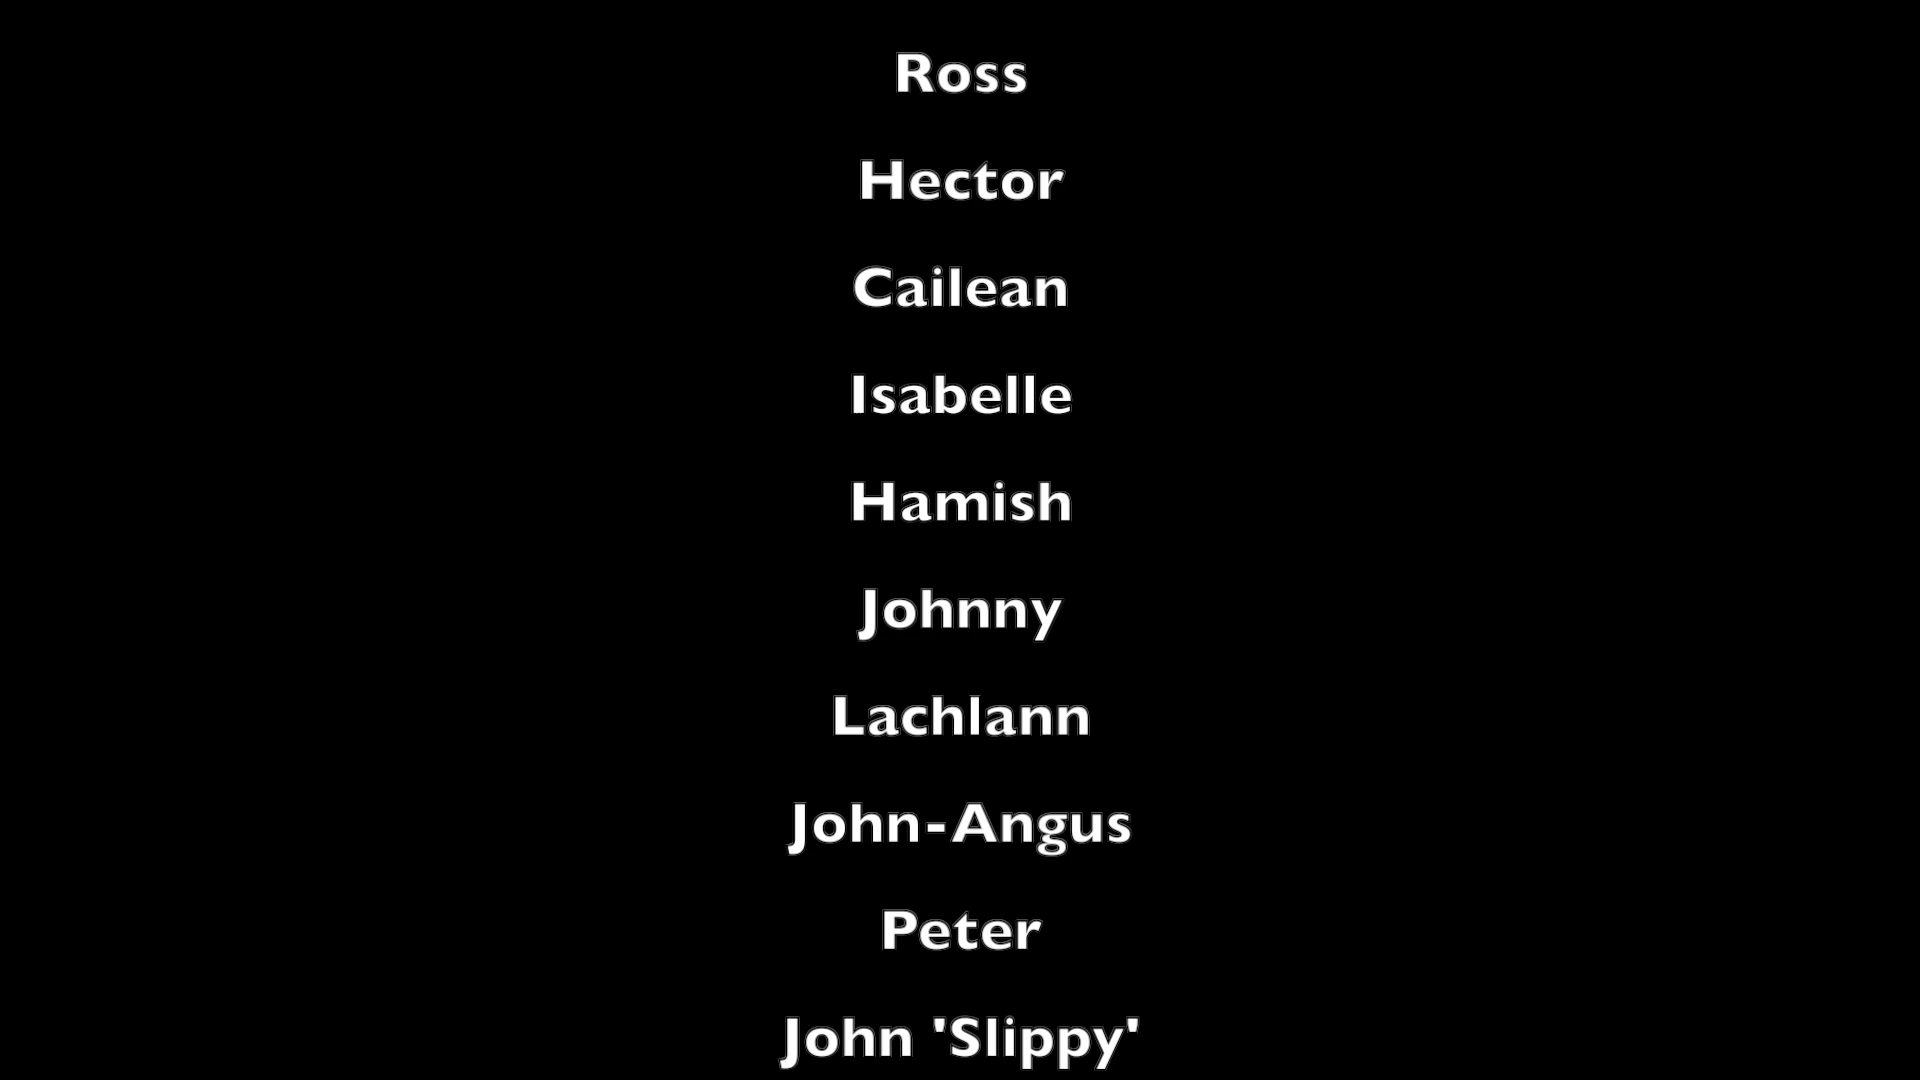 Ross
Hector
Cailean
Isabelle
Hamish
Johnny
Lachlann
John-Angus
Peter
John 'Slippy'